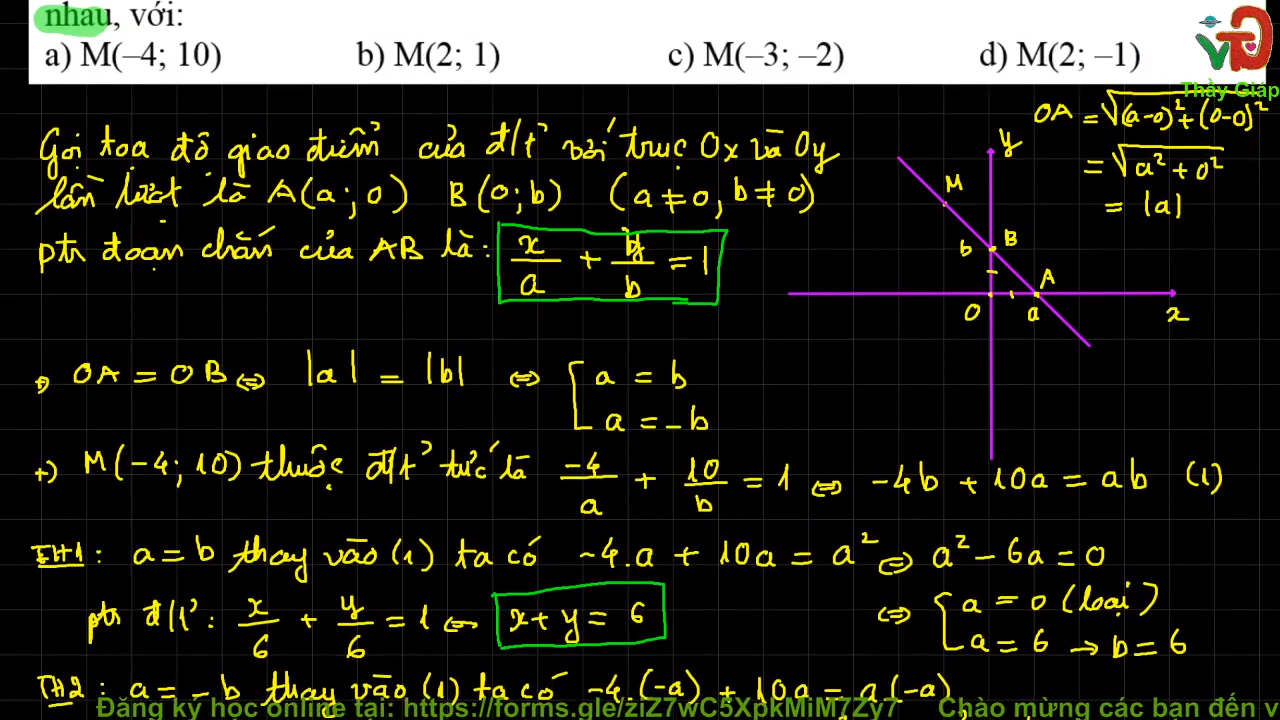 nhau, với:
a) M(–4; 10) b) M(2; 1) c) M(–3; –2) d) M(2; –1)
Thầy Giáp
OA = √(a-0)² + (0-0)²
= √a² + 0²
= |a|
Gọi tọa độ giao điểm của đ/t' với trục Ox và Oy
lần lượt là A(a; 0) B(0; b) (a ≠ 0, b ≠ 0)
ptr đoạn chắn của AB là: x/a + y/b = 1
y
M
b B
A
O a x
+) OA = OB ⇔ |a| = |b| ⇔ [ a = b
a = -b
+) M(-4; 10) thuộc đ/t' tức là -4/a + 10/b = 1 ⇔ -4b + 10a = ab (1)
TH1: a = b thay vào (1) ta có -4.a + 10a = a² ⇔ a² - 6a = 0
⇔ [ a = 0 (loại)
a = 6 → b = 6
ptr đ/t': x/6 + y/6 = 1 ⇔ x + y = 6
TH2: a = -b thay vào (1) ta có -4.(-a) + 10a = a(-a)
Đăng ký học online tại: https://forms.gle/ziZ7wC5XpkMiM7Zy7 Chào mừng các bạn đến v